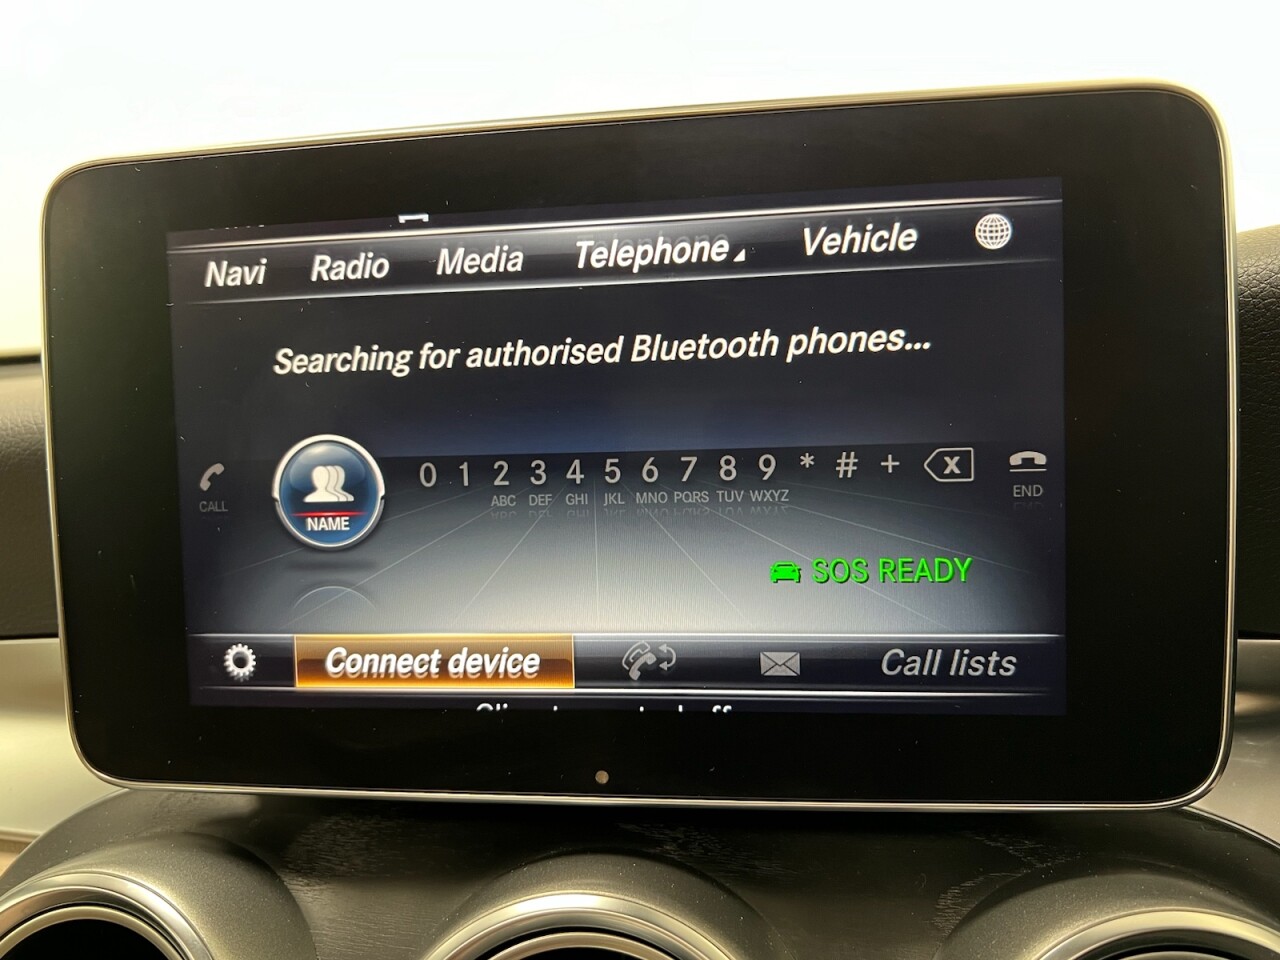 Navi Radio Media Telephone Vehicle
Searching for authorised Bluetooth phones...
0 1 2 3 4 5 6 7 8 9 * # + X
ABC DEF GHI JKL MNO PQRS TUV WXYZ
CALL NAME END
SOS READY
Connect device Call lists